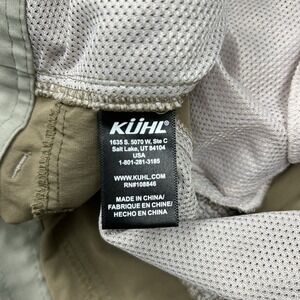 KÜHL®
1635 S. 5070 W, Ste C
Salt Lake, UT 84104
USA
1-801-281-3185
WWW.KUHL.COM
RN#108846
MADE IN CHINA/
FABRIQUE EN CHINE/
HECHO EN CHINA